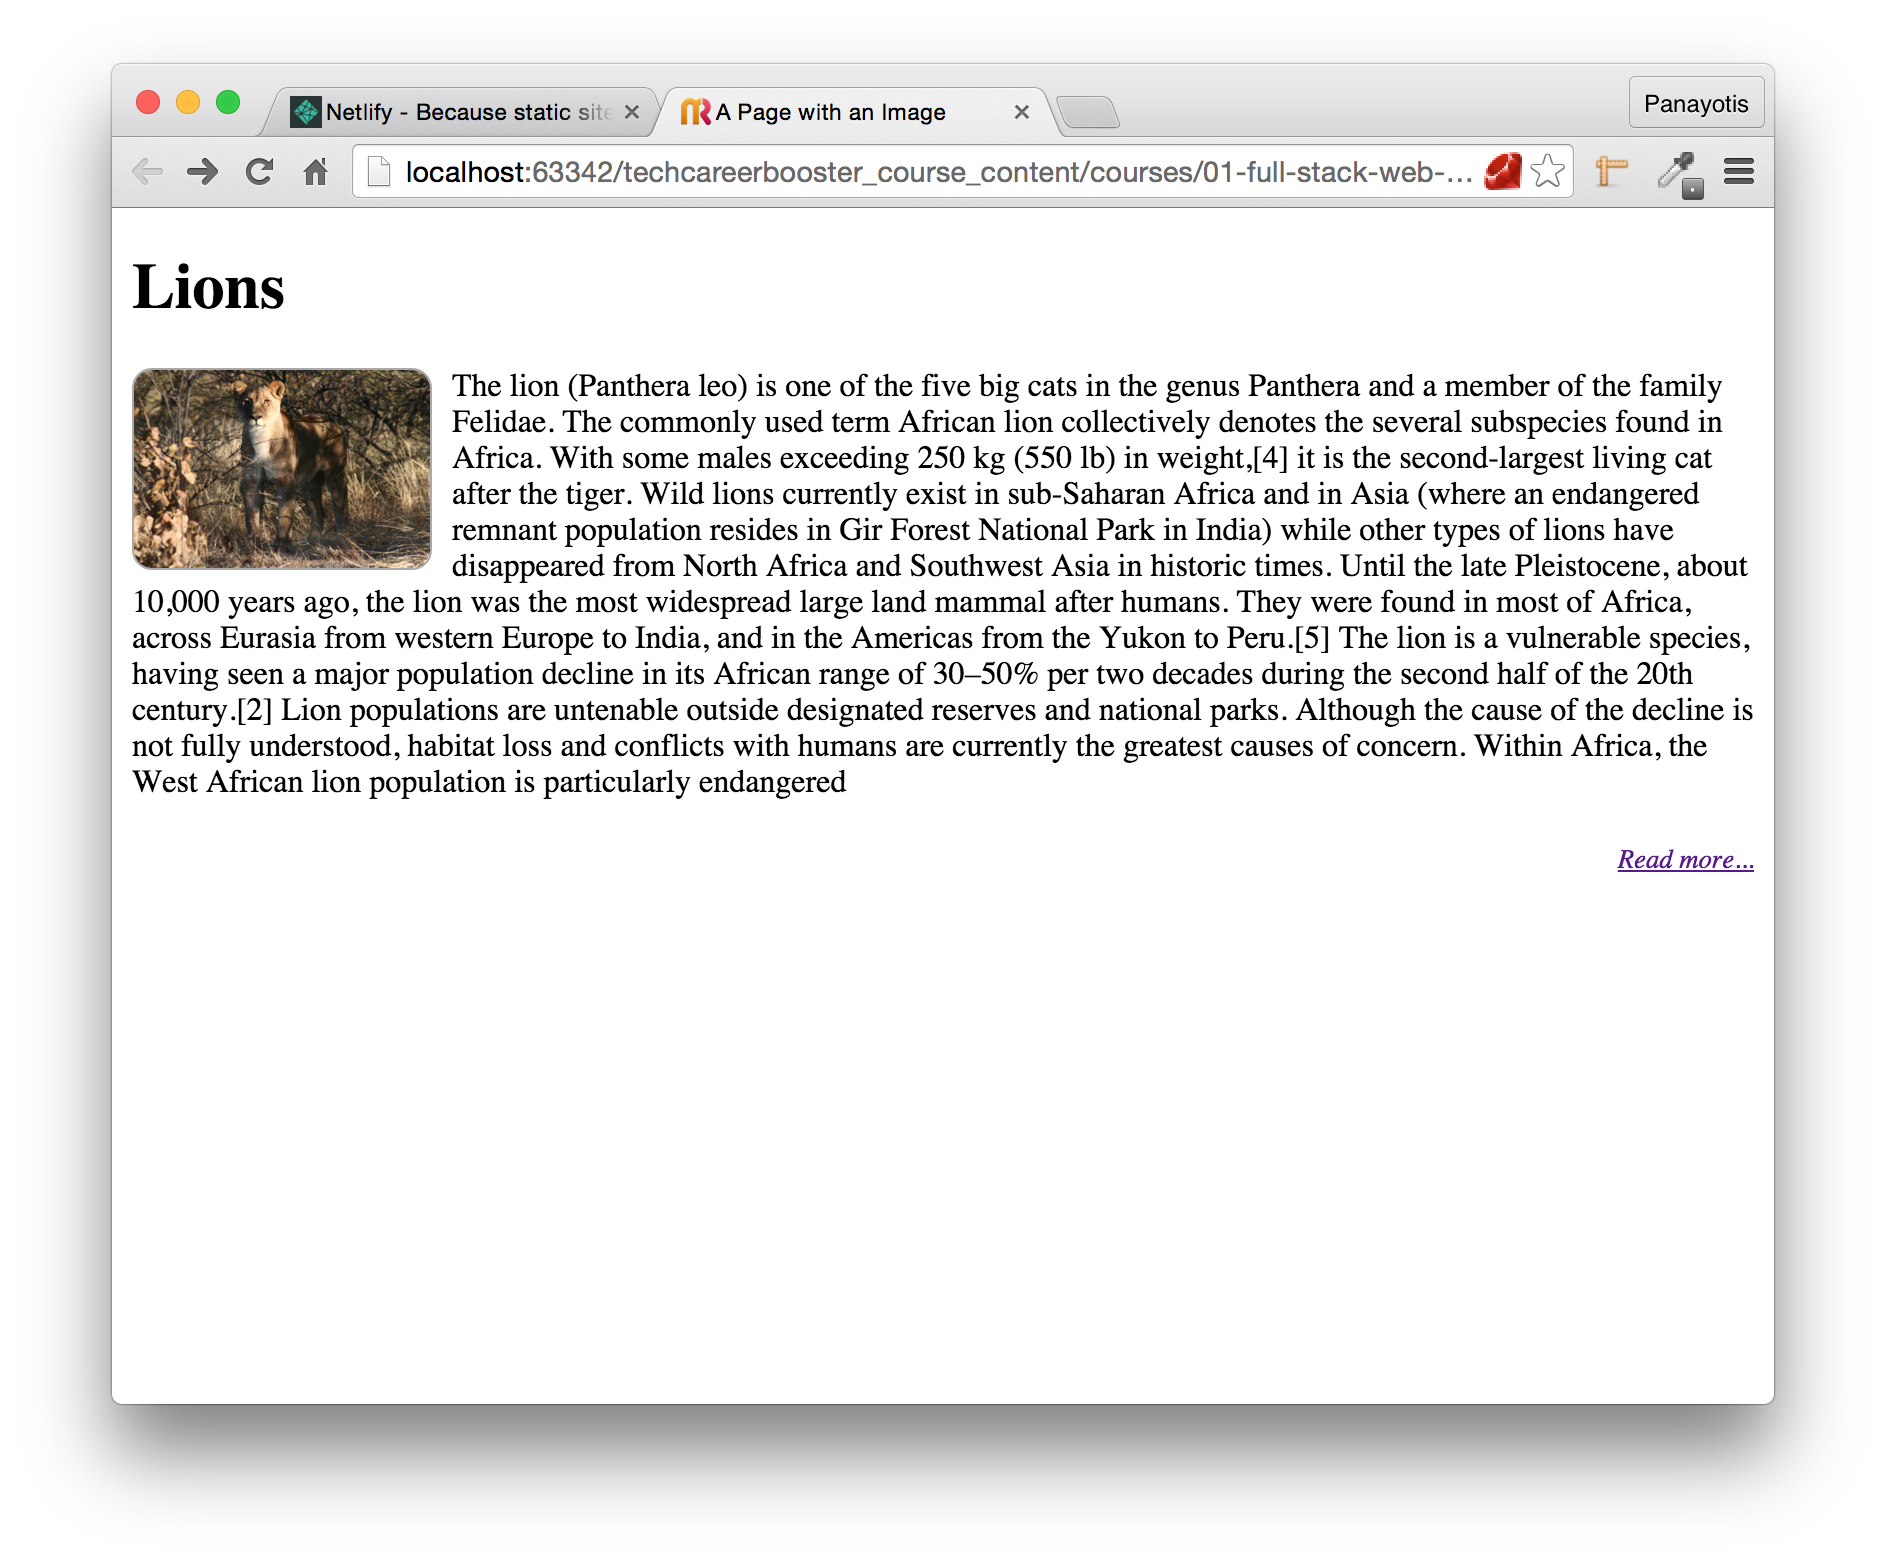 Netlify - Because static site
A Page with an Image
Panayotis
localhost:63342/techcareerbooster_course_content/courses/01-full-stack-web-...
Lions
The lion (Panthera leo) is one of the five big cats in the genus Panthera and a member of the family
Felidae. The commonly used term African lion collectively denotes the several subspecies found in
Africa. With some males exceeding 250 kg (550 lb) in weight,[4] it is the second-largest living cat
after the tiger. Wild lions currently exist in sub-Saharan Africa and in Asia (where an endangered
remnant population resides in Gir Forest National Park in India) while other types of lions have
disappeared from North Africa and Southwest Asia in historic times. Until the late Pleistocene, about
10,000 years ago, the lion was the most widespread large land mammal after humans. They were found in most of Africa,
across Eurasia from western Europe to India, and in the Americas from the Yukon to Peru.[5] The lion is a vulnerable species,
having seen a major population decline in its African range of 30–50% per two decades during the second half of the 20th
century.[2] Lion populations are untenable outside designated reserves and national parks. Although the cause of the decline is
not fully understood, habitat loss and conflicts with humans are currently the greatest causes of concern. Within Africa, the
West African lion population is particularly endangered
Read more...